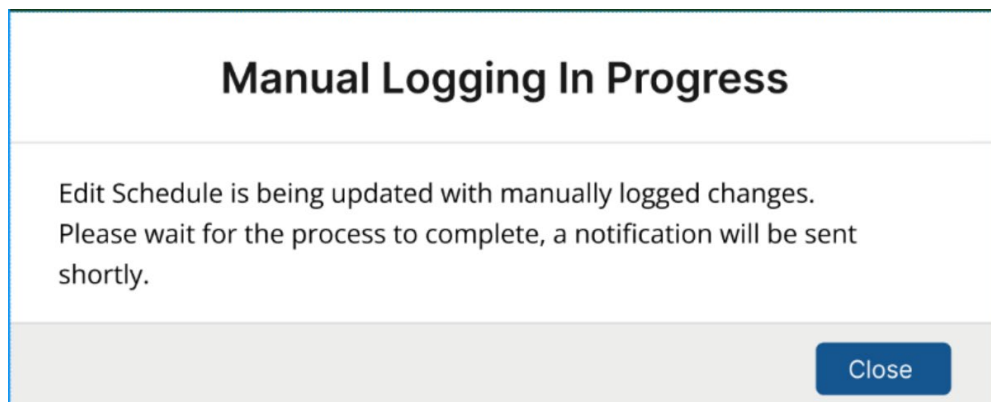 Manual Logging In Progress
Edit Schedule is being updated with manually logged changes.
Please wait for the process to complete, a notification will be sent
shortly.
Close